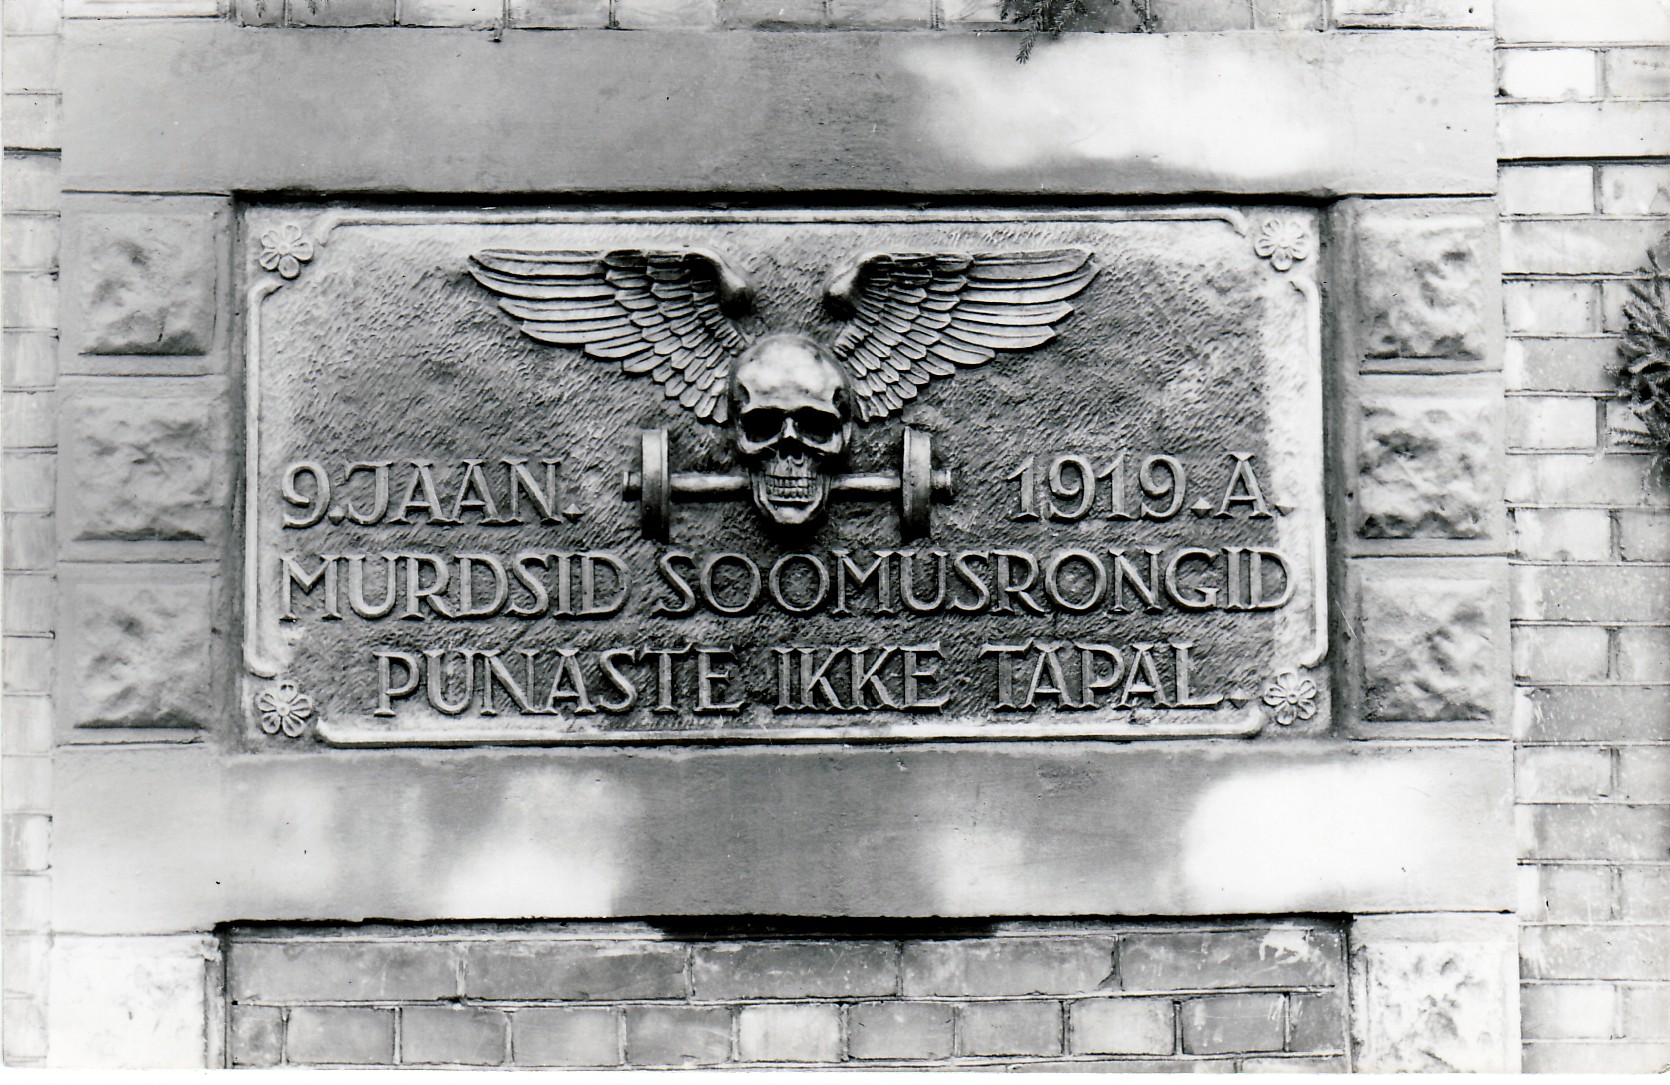 9. JAAN. 1919. A.
MURDSID SOOMUSRONGID
PUNASTE IKKE TAPAL.